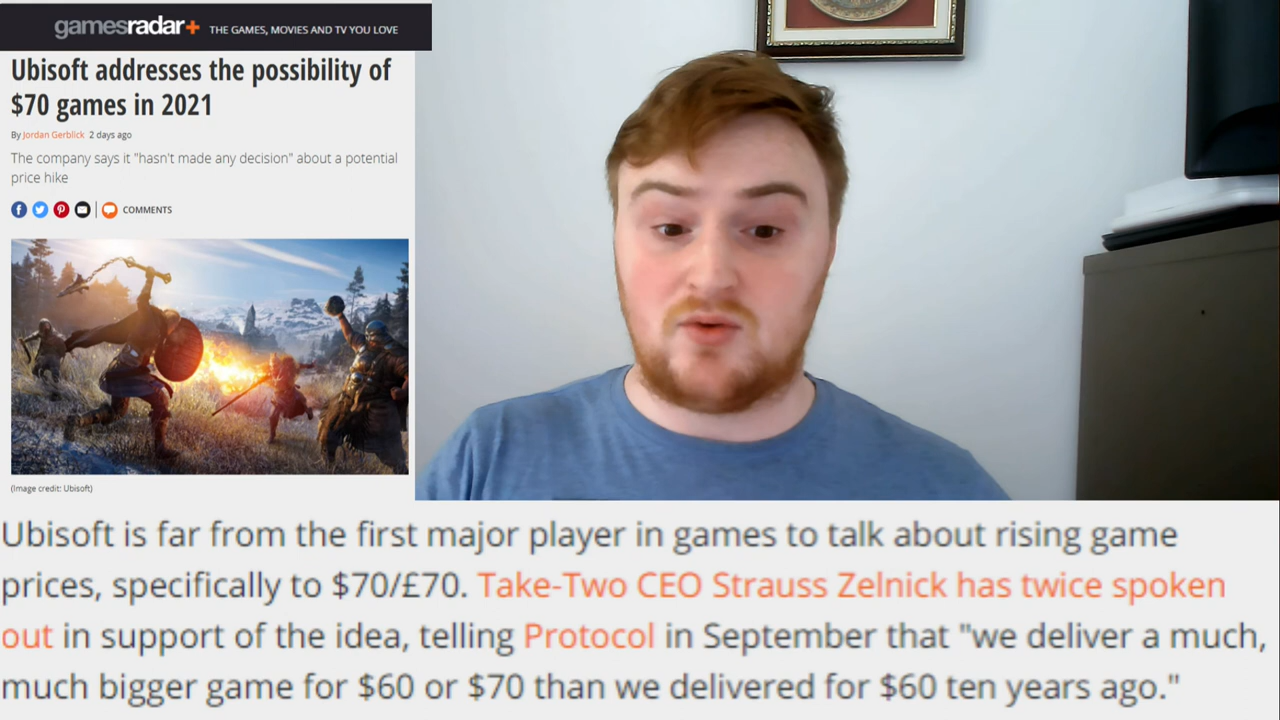 gamesradar+ THE GAMES, MOVIES AND TV YOU LOVE
Ubisoft addresses the possibility of
$70 games in 2021
By Jordan Gerblick 2 days ago
The company says it "hasn't made any decision" about a potential
price hike
COMMENTS
(Image credit: Ubisoft)
Ubisoft is far from the first major player in games to talk about rising game
prices, specifically to $70/£70. Take-Two CEO Strauss Zelnick has twice spoken
out in support of the idea, telling Protocol in September that "we deliver a much,
much bigger game for $60 or $70 than we delivered for $60 ten years ago."